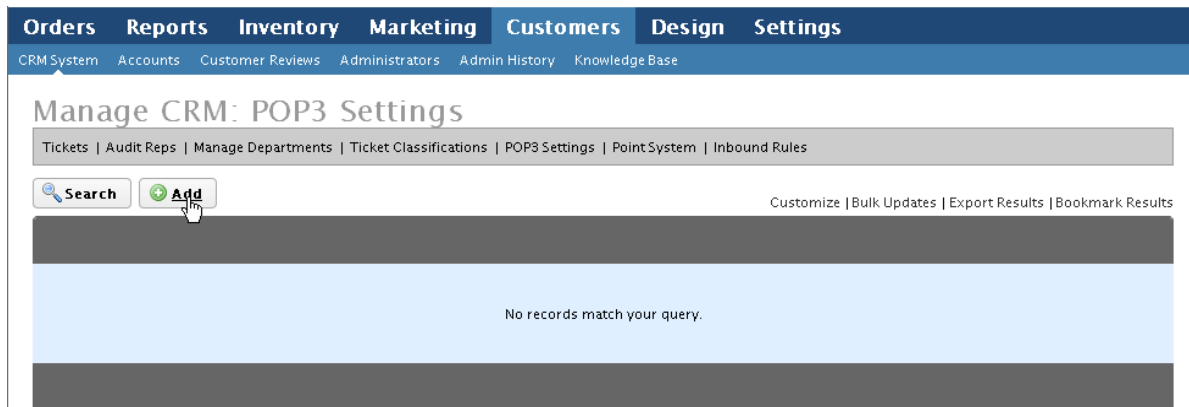 Orders Reports Inventory Marketing Customers Design Settings
CRM System Accounts Customer Reviews Administrators Admin History Knowledge Base
Manage CRM: POP3 Settings
Tickets | Audit Reps | Manage Departments | Ticket Classifications | POP3 Settings | Point System | Inbound Rules
Search Add
Customize | Bulk Updates | Export Results | Bookmark Results
No records match your query.